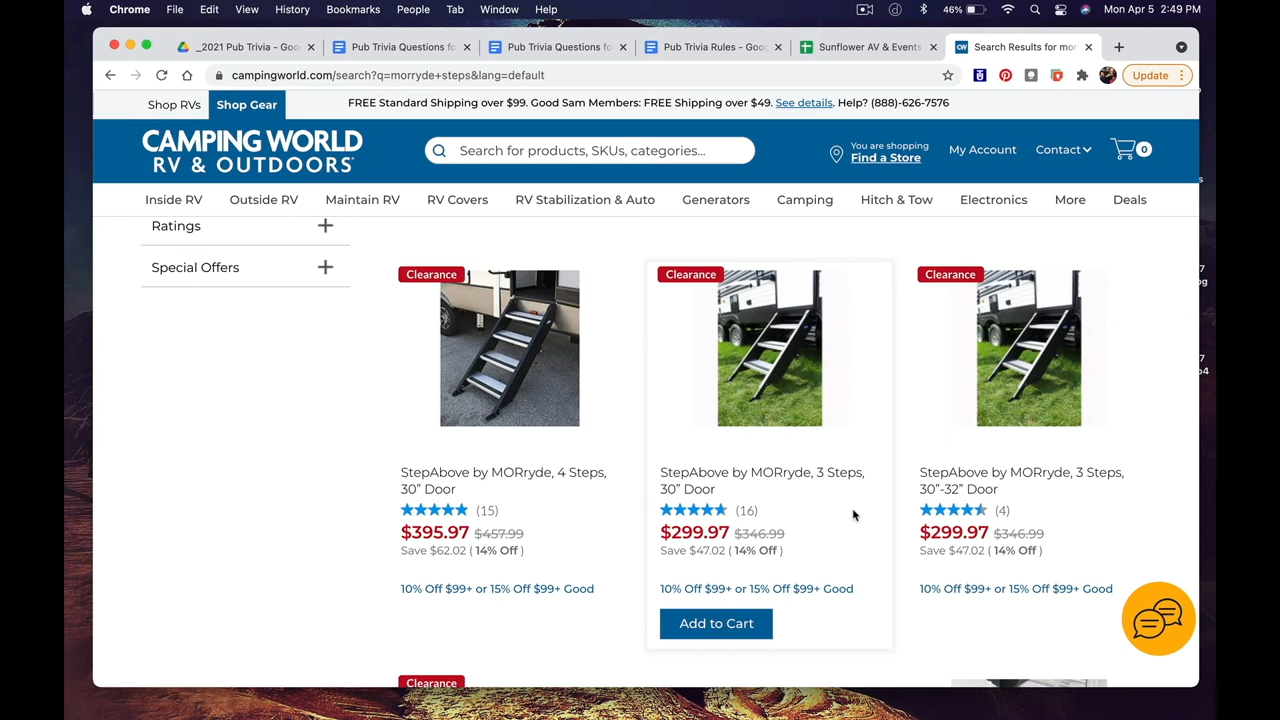 Chrome File Edit View History Bookmarks People Tab Window Help 46% Mon Apr 5 2:49 PM
_2021 Pub Trivia - Goo Pub Trivia Questions fo Pub Trivia Questions fo Pub Trivia Rules - Goog Sunflower AV & Events Search Results for mor
campingworld.com/search?q=morryde+steps&lang=default Update
Shop RVs Shop Gear FREE Standard Shipping over $99. Good Sam Members: FREE Shipping over $49. See details. Help? (888)-626-7576
CAMPING WORLD
RV & OUTDOORS
Search for products, SKUs, categories...
You are shopping
Find a Store
My Account Contact 0
Inside RV Outside RV Maintain RV RV Covers RV Stabilization & Auto Generators Camping Hitch & Tow Electronics More Deals
Ratings
Special Offers
Clearance Clearance Clearance
StepAbove by MORryde, 4 Steps,
30” Door
(15)
$395.97 $457.99
Save $62.02 ( 14% Off )
10% Off $99+ or 15% Off $99+ Good
StepAbove by MORryde, 3 Steps,
30” Door
(16)
$299.97 $346.99
Save $47.02 ( 14% Off )
10% Off $99+ or 15% Off $99+ Good
Add to Cart
StepAbove by MORryde, 3 Steps,
30”-32” Door
(4)
$299.97 $346.99
Save $47.02 ( 14% Off )
10% Off $99+ or 15% Off $99+ Good
Clearance